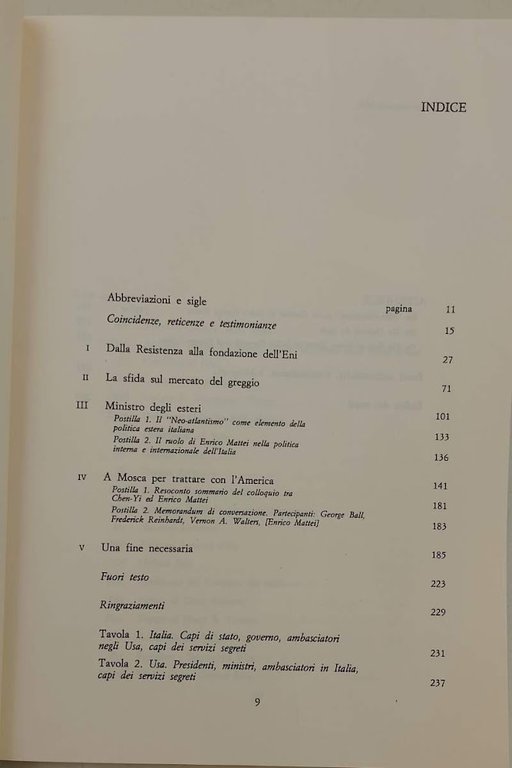 INDICE
Abbreviazioni e sigle pagina 11
Coincidenze, reticenze e testimonianze 15
I Dalla Resistenza alla fondazione dell'Eni 27
II La sfida sul mercato del greggio 71
III Ministro degli esteri 101
Postilla 1. Il "Neo-atlantismo" come elemento della
politica estera italiana 133
Postilla 2. Il ruolo di Enrico Mattei nella politica
interna e internazionale dell'Italia 136
IV A Mosca per trattare con l'America 141
Postilla 1. Resoconto sommario del colloquio tra
Chen-Yi ed Enrico Mattei 181
Postilla 2. Memorandum di conversazione. Partecipanti: George Ball,
Frederick Reinhardt, Vernon A. Walters, [Enrico Mattei] 183
V Una fine necessaria 185
Fuori testo 223
Ringraziamenti 229
Tavola 1. Italia. Capi di stato, governo, ambasciatori
negli Usa, capi dei servizi segreti 231
Tavola 2. Usa. Presidenti, ministri, ambasciatori in Italia,
capi dei servizi segreti 237
9